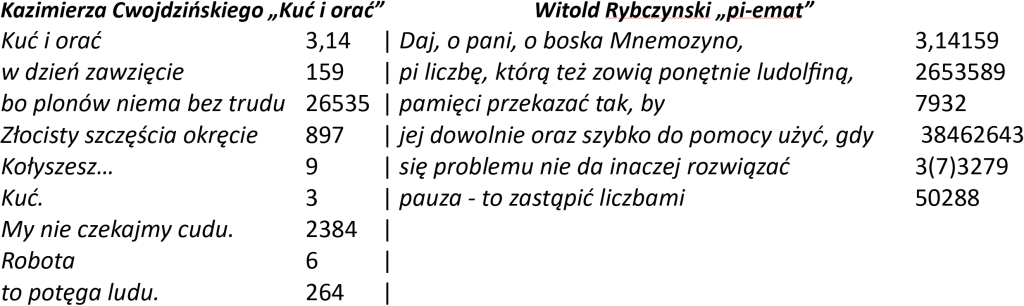 Kazimierza Cwojdzińskiego „Kuć i orać” Witold Rybczynski „pi-emat”
Kuć i orać 3,14 | Daj, o pani, o boska Mnemozyno, 3,14159
w dzień zawzięcie 159 | pi liczbę, którą też zowią ponętnie ludolfiną, 2653589
bo plonów niema bez trudu 26535 | pamięci przekazać tak, by 7932
Złocisty szczęścia okręcie 897 | jej dowolnie oraz szybko do pomocy użyć, gdy 38462643
Kołyszesz... 9 | się problemu nie da inaczej rozwiązać 3(7)3279
Kuć. 3 | pauza - to zastąpić liczbami 50288
My nie czekajmy cudu. 2384 |
Robota 6 |
to potęga ludu. 264 |